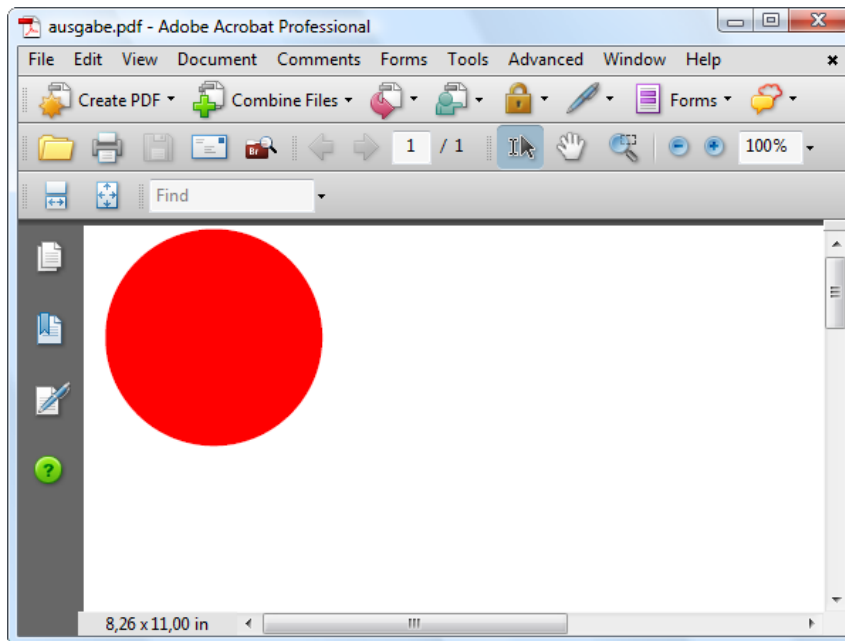 ausgabe.pdf - Adobe Acrobat Professional
File Edit View Document Comments Forms Tools Advanced Window Help
Create PDF Combine Files Forms
Br 1 / 1 100%
Find
?
8,26 x 11,00 in